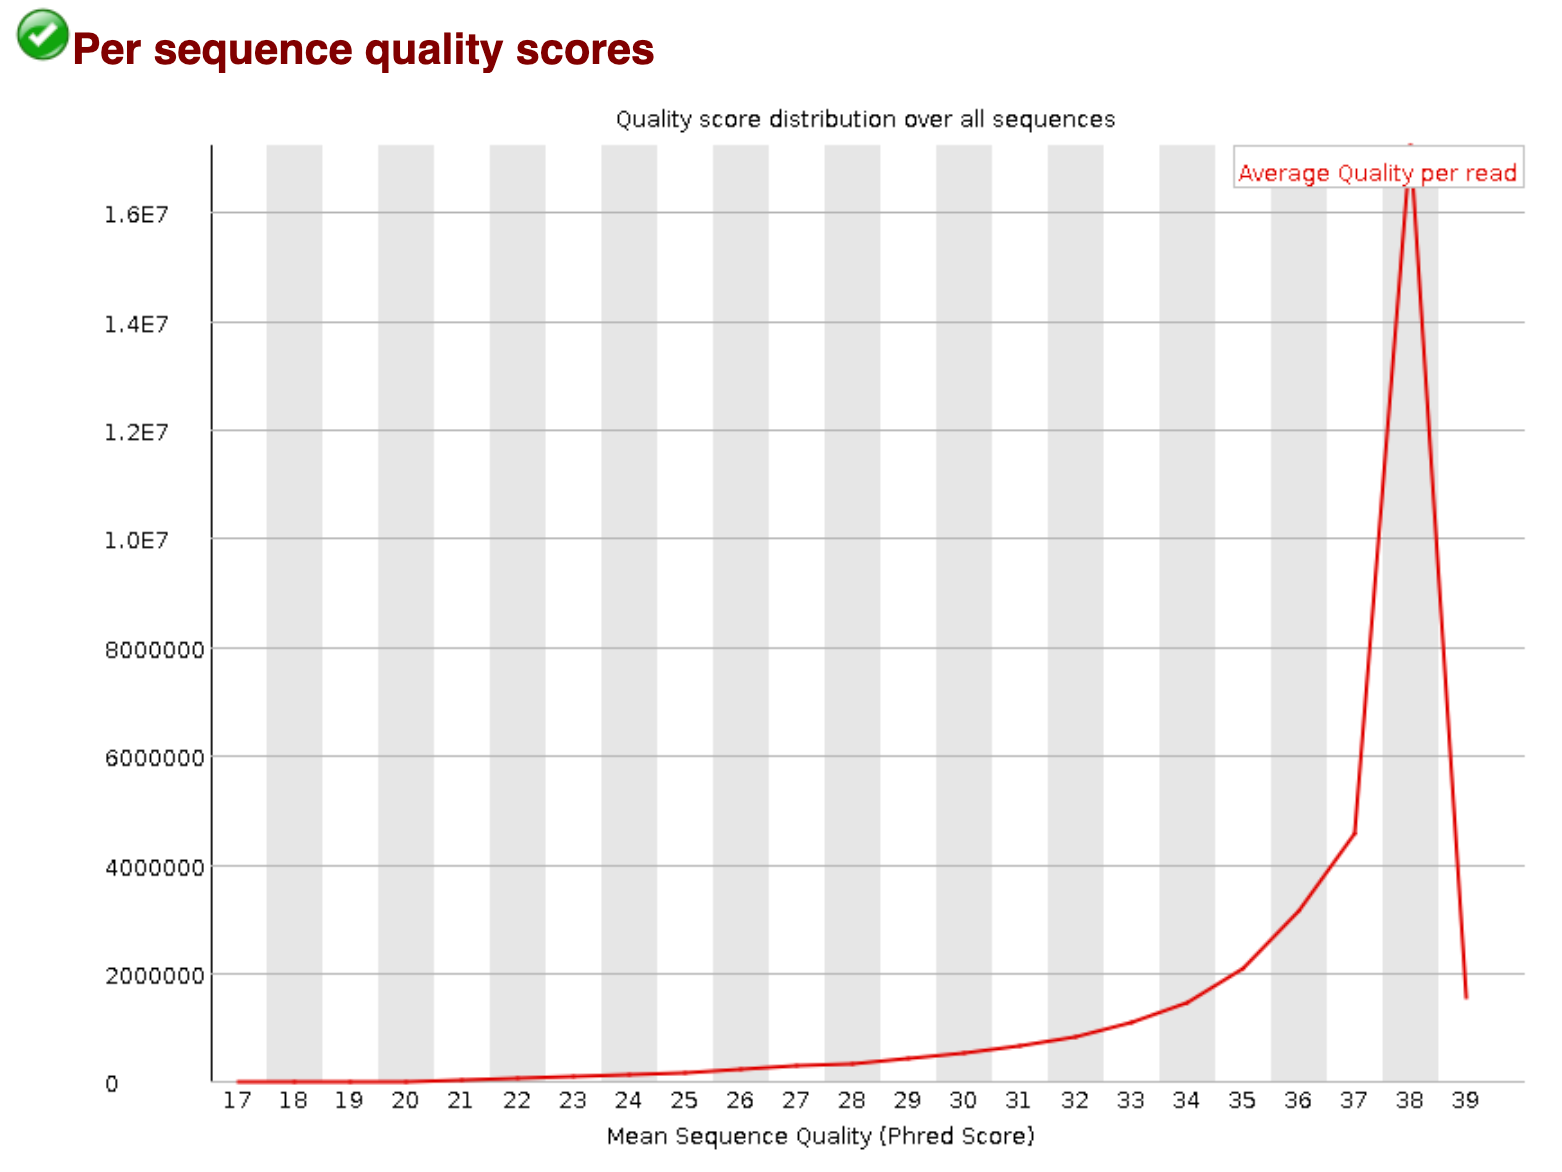 Per sequence quality scores
Quality score distribution over all sequences
Average Quality per read
1.6E7
1.4E7
1.2E7
1.0E7
8000000
6000000
4000000
2000000
0
17 18 19 20 21 22 23 24 25 26 27 28 29 30 31 32 33 34 35 36 37 38 39
Mean Sequence Quality (Phred Score)